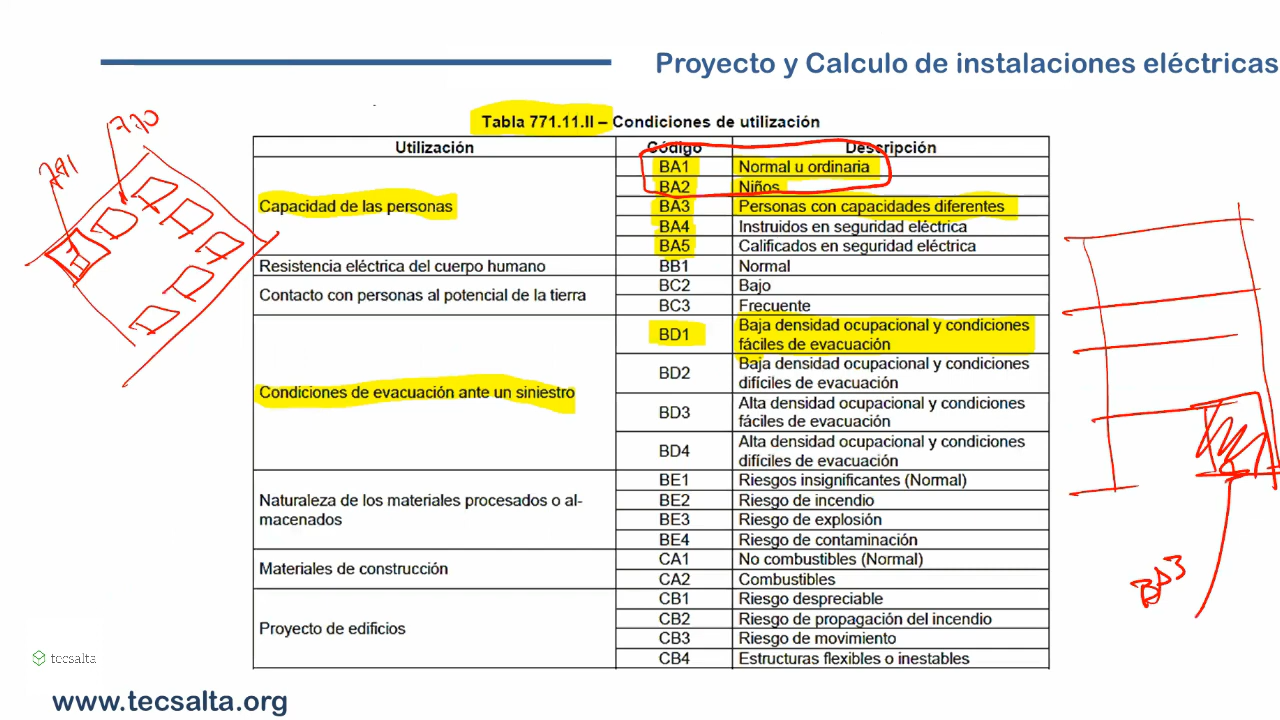 Proyecto y Calculo de instalaciones eléctricas
Tabla 771.11.II – Condiciones de utilización
Utilización Código Descripción
Capacidad de las personas
BA1 Normal u ordinaria
BA2 Niños
BA3 Personas con capacidades diferentes
BA4 Instruidos en seguridad eléctrica
BA5 Calificados en seguridad eléctrica
Resistencia eléctrica del cuerpo humano BB1 Normal
Contacto con personas al potencial de la tierra
BC2 Bajo
BC3 Frecuente
Condiciones de evacuación ante un siniestro
BD1 Baja densidad ocupacional y condiciones
fáciles de evacuación
BD2 Baja densidad ocupacional y condiciones
difíciles de evacuación
BD3 Alta densidad ocupacional y condiciones
fáciles de evacuación
BD4 Alta densidad ocupacional y condiciones
difíciles de evacuación
Naturaleza de los materiales procesados o al-
macenados
BE1 Riesgos insignificantes (Normal)
BE2 Riesgo de incendio
BE3 Riesgo de explosión
BE4 Riesgo de contaminación
Materiales de construcción
CA1 No combustibles (Normal)
CA2 Combustibles
Proyecto de edificios
CB1 Riesgo despreciable
CB2 Riesgo de propagación del incendio
CB3 Riesgo de movimiento
CB4 Estructuras flexibles o inestables
770
BA3
tecsalta
www.tecsalta.org